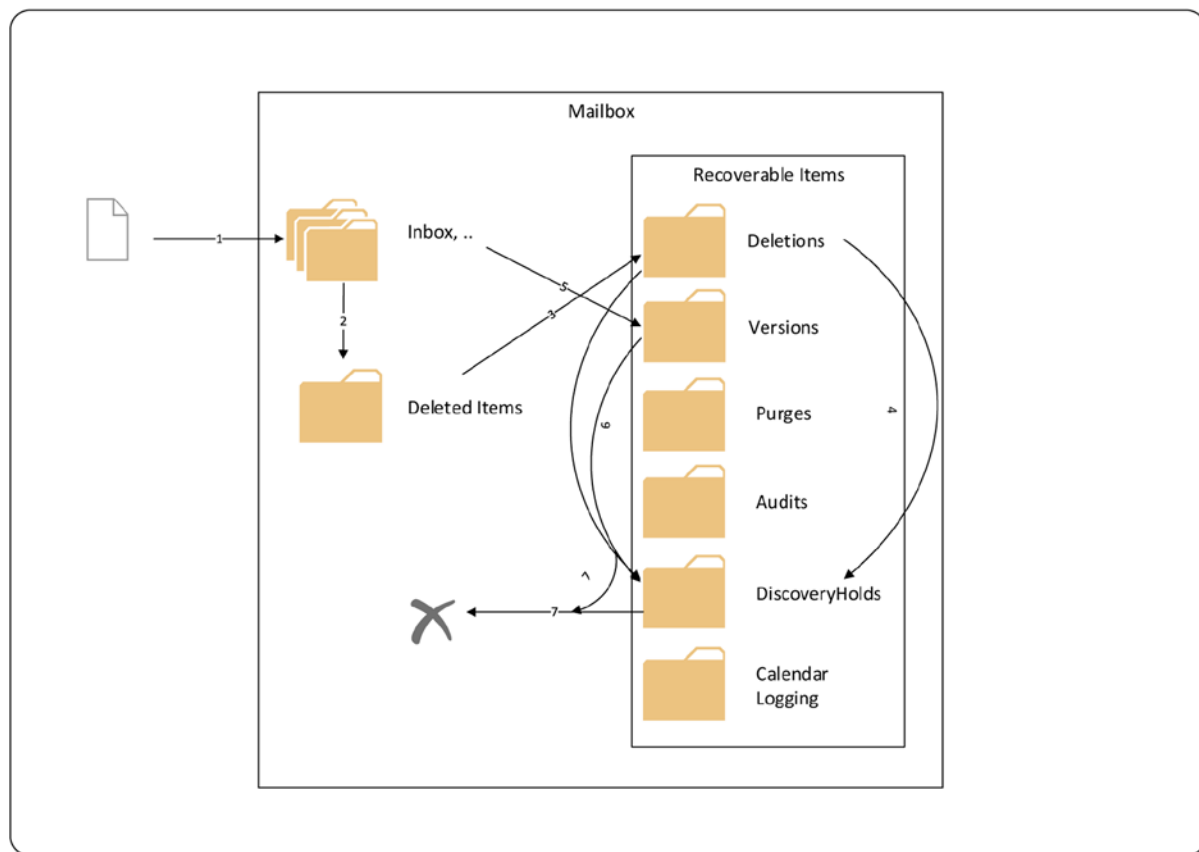 Mailbox
Recoverable Items
1
Inbox, ..
Deletions
5
3
2
Versions
Deleted Items
Purges
4
6
Audits
7
DiscoveryHolds
7
Calendar
Logging